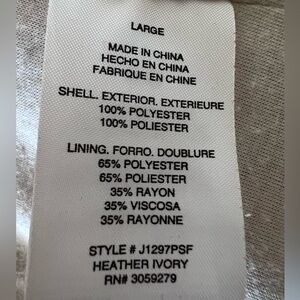 LARGE
MADE IN CHINA
HECHO EN CHINA
FABRIQUE EN CHINE
SHELL. EXTERIOR. EXTERIEURE
100% POLYESTER
100% POLIESTER
LINING. FORRO. DOUBLURE
65% POLYESTER
65% POLIESTER
35% RAYON
35% VISCOSA
35% RAYONNE
STYLE # J1297PSF
HEATHER IVORY
RN# 3059279